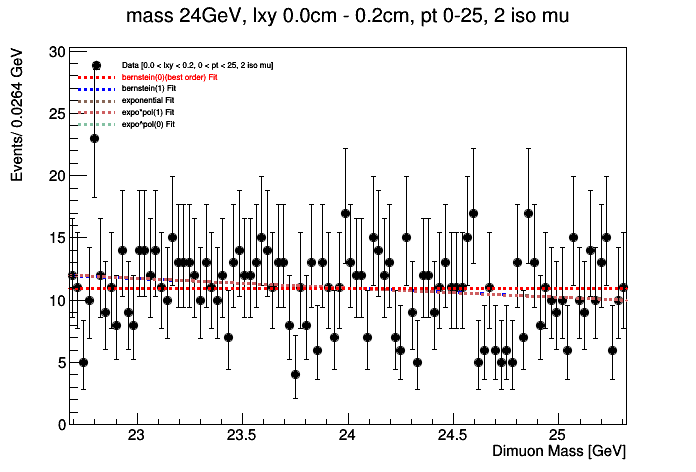 mass 24GeV, lxy 0.0cm - 0.2cm, pt 0-25, 2 iso mu
Events/ 0.0264 GeV
30
25
20
15
10
5
0
Data [0.0 < lxy < 0.2, 0 < pt < 25, 2 iso mu]
bernstein(0)(best order) Fit
bernstein(1) Fit
exponential Fit
expo*pol(1) Fit
expo^pol(0) Fit
23 23.5 24 24.5 25
Dimuon Mass [GeV]